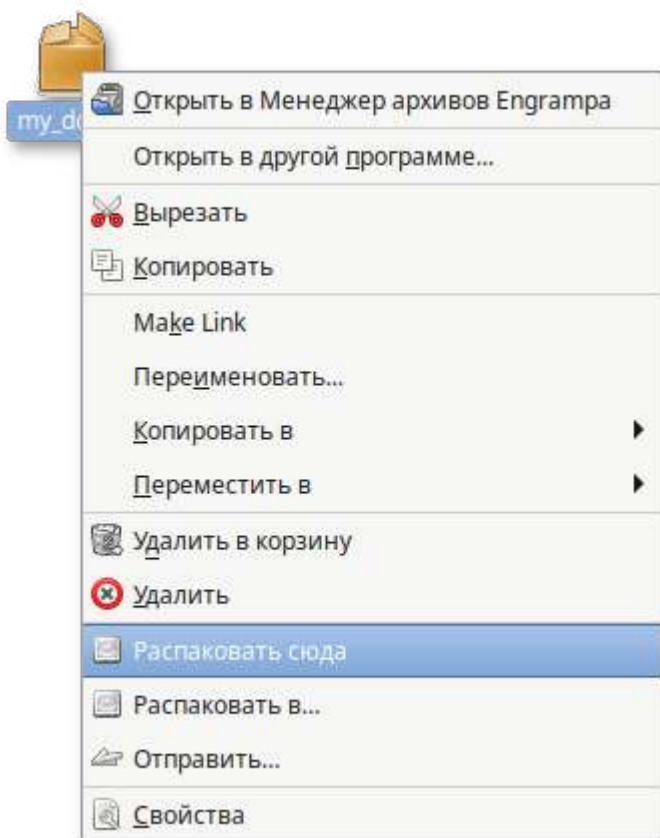 my_do
Открыть в Менеджер архивов Engrampa
Открыть в другой программе...
Вырезать
Копировать
Make Link
Переименовать...
Копировать в
Переместить в
Удалить в корзину
Удалить
Распаковать сюда
Распаковать в...
Отправить...
Свойства